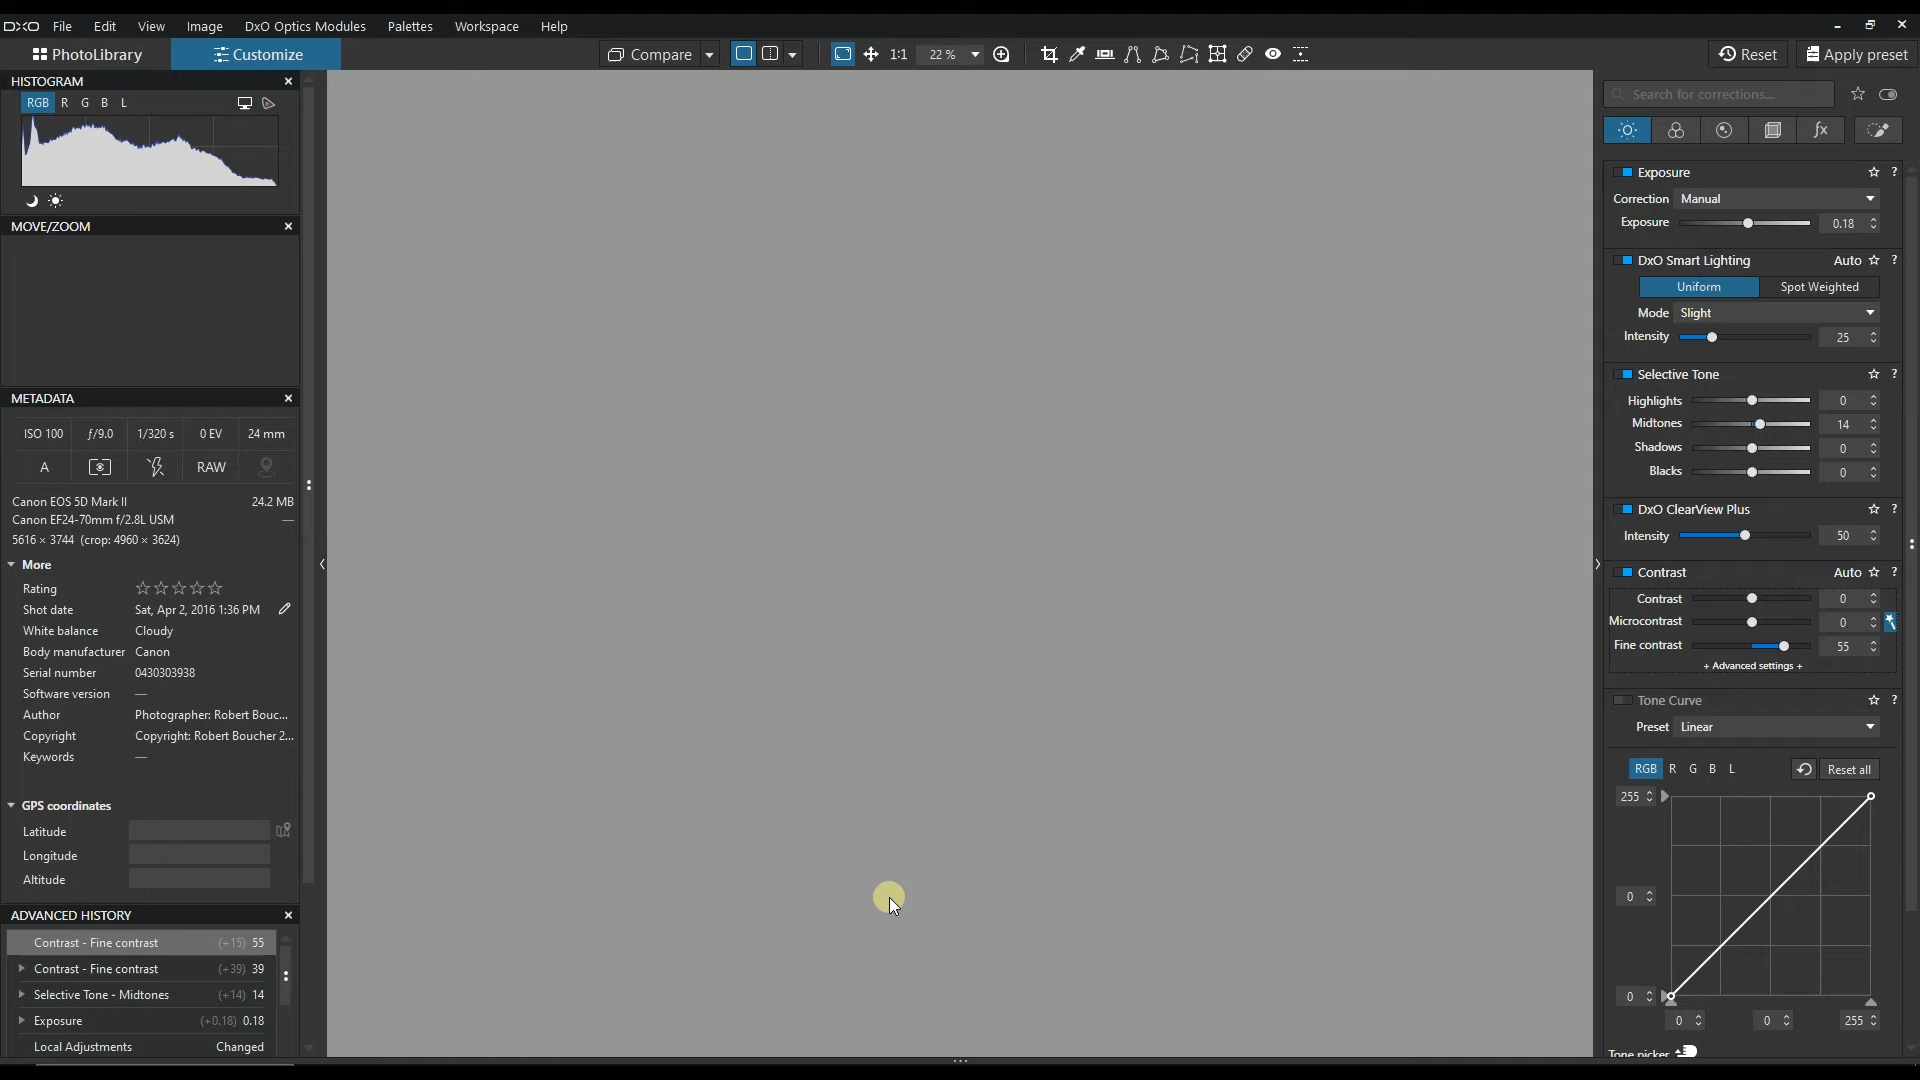 DXO File Edit View Image DxO Optics Modules Palettes Workspace Help
PhotoLibrary Customize Compare 1:1 22 % Reset Apply preset
HISTOGRAM
RGB R G B L
MOVE/ZOOM
METADATA
ISO 100 ƒ/9.0 1/320 s 0 EV 24 mm
A RAW
Canon EOS 5D Mark II 24.2 MB
Canon EF24-70mm f/2.8L USM —
5616 × 3744 (crop: 4960 × 3624)
More
Rating
Shot date Sat, Apr 2, 2016 1:36 PM
White balance Cloudy
Body manufacturer Canon
Serial number 0430303938
Software version —
Author Photographer: Robert Bouc...
Copyright Copyright: Robert Boucher 2...
Keywords —
GPS coordinates
Latitude
Longitude
Altitude
ADVANCED HISTORY
Contrast - Fine contrast (+15) 55
Contrast - Fine contrast (+39) 39
Selective Tone - Midtones (+14) 14
Exposure (+0.18) 0.18
Local Adjustments Changed
Search for corrections...
fx
Exposure ?
Correction Manual
Exposure 0.18
DxO Smart Lighting Auto ?
Uniform Spot Weighted
Mode Slight
Intensity 25
Selective Tone ?
Highlights 0
Midtones 14
Shadows 0
Blacks 0
DxO ClearView Plus ?
Intensity 50
Contrast Auto ?
Contrast 0
Microcontrast 0
Fine contrast 55
+ Advanced settings +
Tone Curve ?
Preset Linear
RGB R G B L Reset all
255
0
0
0 0 255
Tone picker